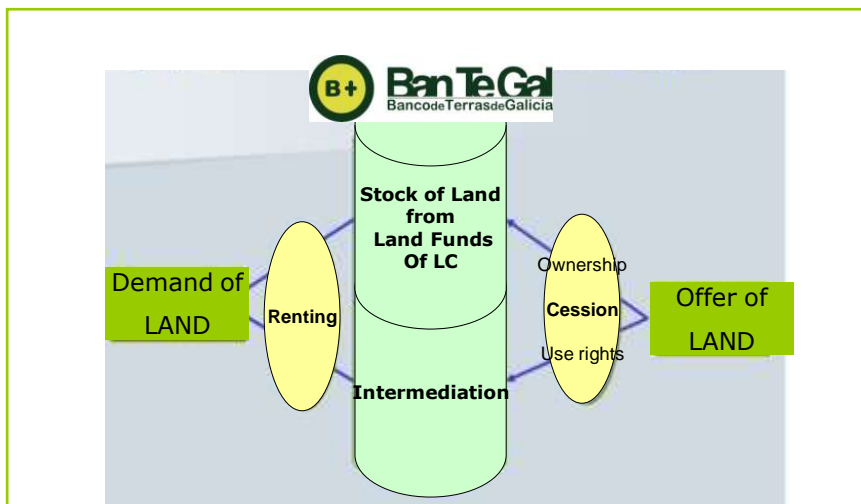 B+ BanTeGal
BancodeTerrasdeGalicia
Stock of Land
from
Land Funds
Of LC
Demand of
LAND
Renting
Ownership
Cession
Use rights
Offer of
LAND
Intermediation